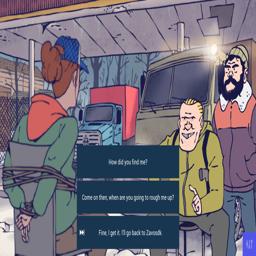 How did you find me?
Come on then, when are you going to rough me up?
Fine, I get it. I'll go back to Zavorodk